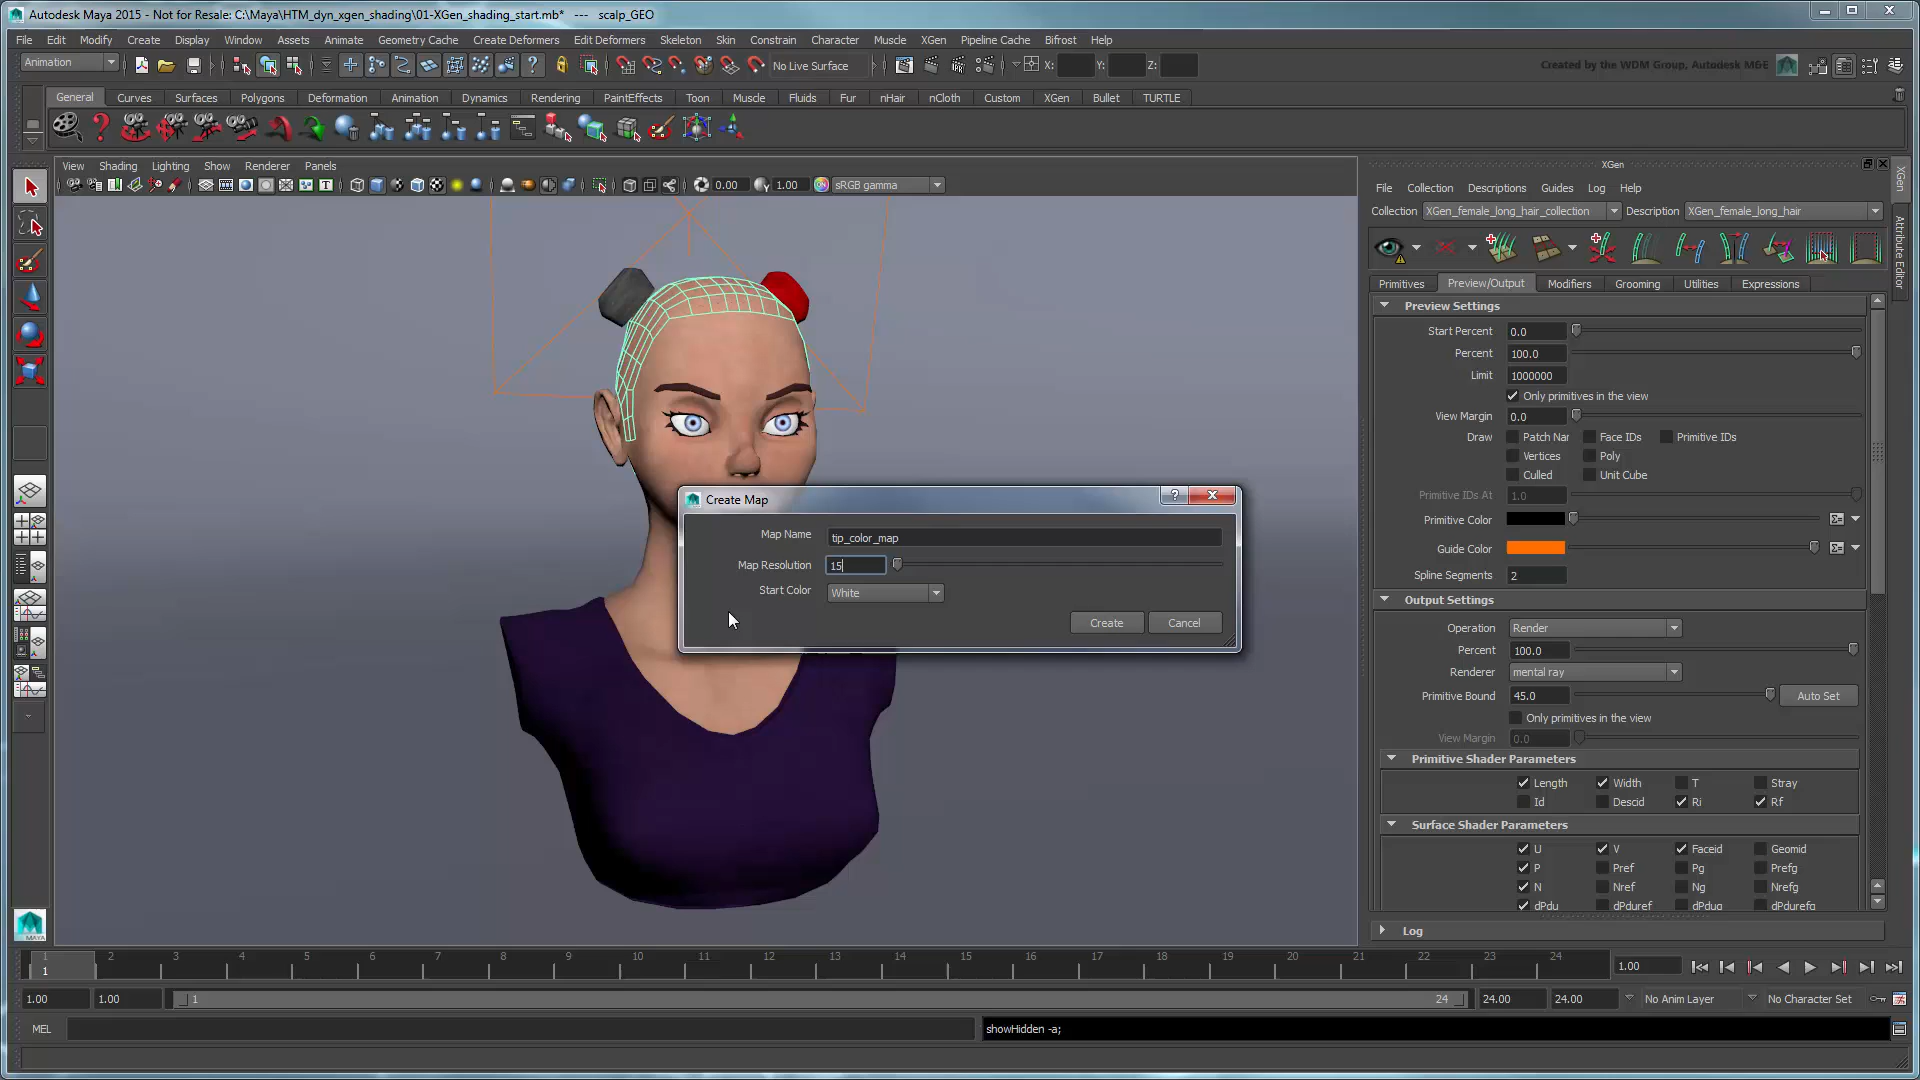 Autodesk Maya 2015 - Not for Resale: C:\Maya\HTM_dyn_xgen_shading\01-XGen_shading_start.mb* --- scalp_GEO
File Edit Modify Create Display Window Assets Animate Geometry Cache Create Deformers Edit Deformers Skeleton Skin Constrain Character Muscle XGen Pipeline Cache Bifrost Help
Animation No Live Surface X: Y: Z: Created by the WDM Group, Autodesk M&E
General Curves Surfaces Polygons Deformation Animation Dynamics Rendering PaintEffects Toon Muscle Fluids Fur nHair nCloth Custom XGen Bullet TURTLE
View Shading Lighting Show Renderer Panels
0.00 1.00 sRGB gamma
XGen
File Collection Descriptions Guides Log Help
Collection XGen_female_long_hair_collection Description XGen_female_long_hair
Primitives Preview/Output Modifiers Grooming Utilities Expressions
XGen
Attribute Editor
Preview Settings
Start Percent 0.0
Percent 100.0
Limit 1000000
Only primitives in the view
View Margin 0.0
Draw Patch Nar Face IDs Primitive IDs
Vertices Poly
Culled Unit Cube
Primitive IDs At 1.0
Primitive Color
Guide Color
Spline Segments 2
Output Settings
Operation Render
Percent 100.0
Renderer mental ray
Primitive Bound 45.0 Auto Set
Only primitives in the view
View Margin 0.0
Primitive Shader Parameters
Length Width T Stray
Id Descid Ri Rf
Surface Shader Parameters
U V Faceid Geomid
P Pref Pg Prefg
N Nref Ng Nrefg
dPdu dPduref dPdug dPdurefg
Log
Create Map
Map Name tip_color_map
Map Resolution 15
Start Color White
Create Cancel
MAYA
1 2 3 4 5 6 7 8 9 10 11 12 13 14 15 16 17 18 19 20 21 22 23 24
1 1.00
1.00 1.00 1 24 24.00 24.00 No Anim Layer No Character Set
MEL showHidden -a;